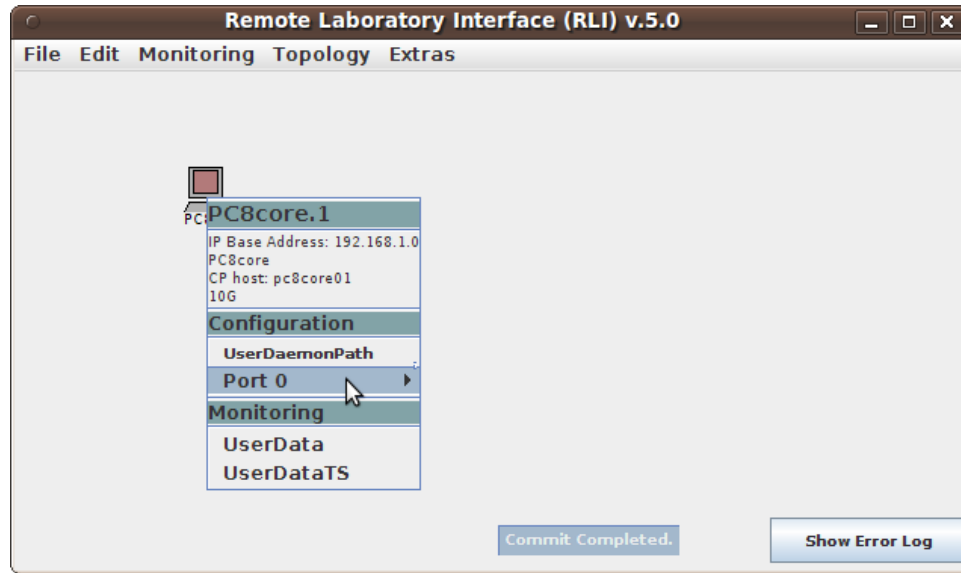 Remote Laboratory Interface (RLI) v.5.0
File Edit Monitoring Topology Extras
PC8core.1
IP Base Address: 192.168.1.0
PC8core
CP host: pc8core01
10G
Configuration
UserDaemonPath
Port 0
Monitoring
UserData
UserDataTS
Commit Completed.
Show Error Log